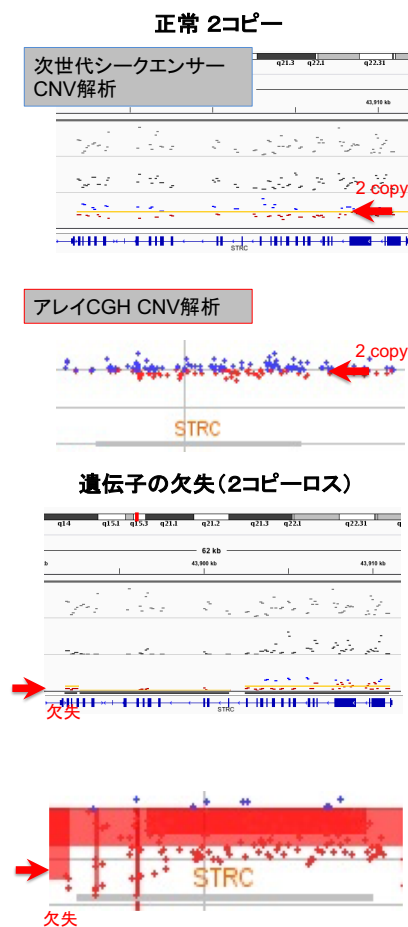 正常 2コピー
次世代シークエンサー
CNV解析
q21.3 q22.1 q22.31
43,910 kb
2 copy
STRC
アレイCGH CNV解析
2 copy
STRC
遺伝子の欠失(2コピーロス)
q14 q15.1 q15.3 q21.1 q21.2 q21.3 q22.1 q22.31 q
62 kb
b 43,900 kb 43,910 kb
欠失
STRC
STRC
欠失